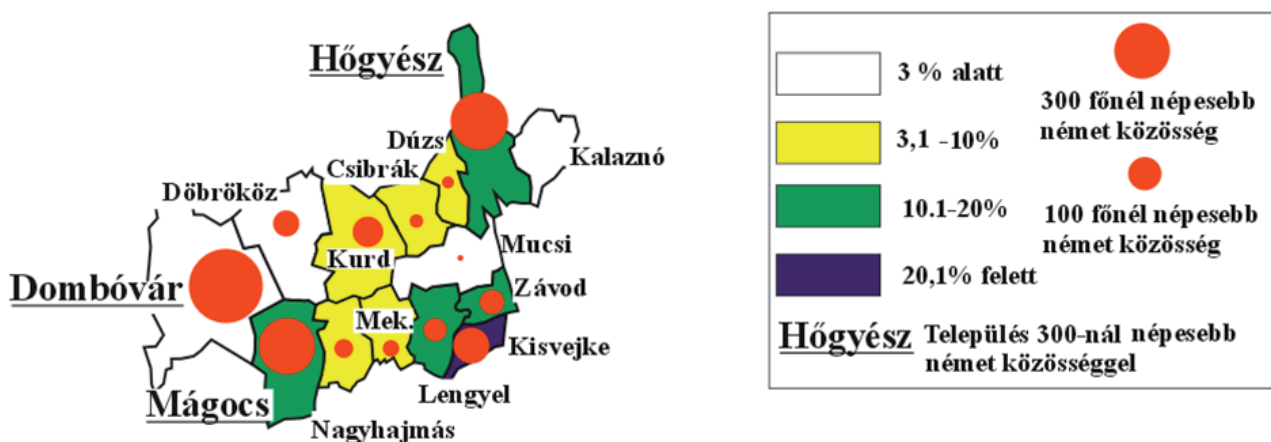 Hőgyész
Dúzs
Kalaznó
Csibrák
Döbrököz
Mucsi
Kurd
Závod
Dombóvár
Mek.
Kisvejke
Lengyel
Mágocs
Nagyhajmás
3 % alatt
3,1 -10%
10.1-20%
20,1% felett
300 főnél népesebb
német közösség
100 főnél népesebb
német közösség
Hőgyész Település 300-nál népesebb
német közösséggel